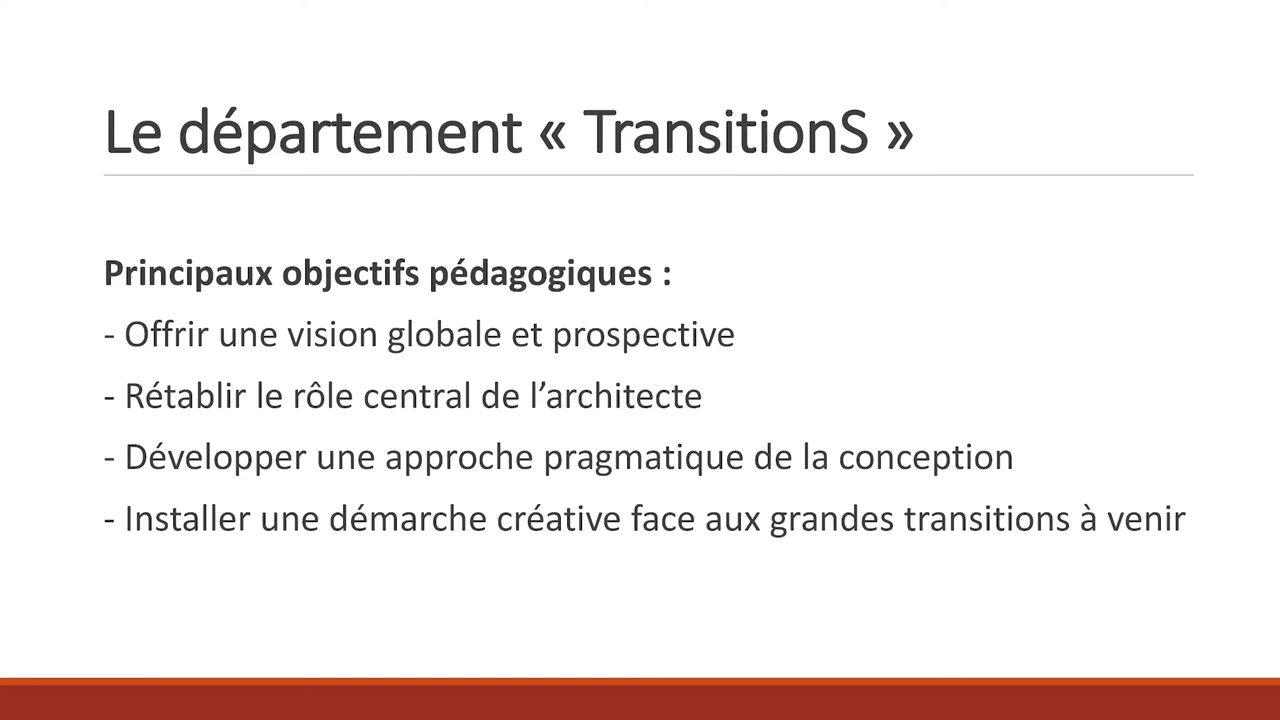 Le département « TransitionS »
Principaux objectifs pédagogiques :
- Offrir une vision globale et prospective
- Rétablir le rôle central de l’architecte
- Développer une approche pragmatique de la conception
- Installer une démarche créative face aux grandes transitions à venir